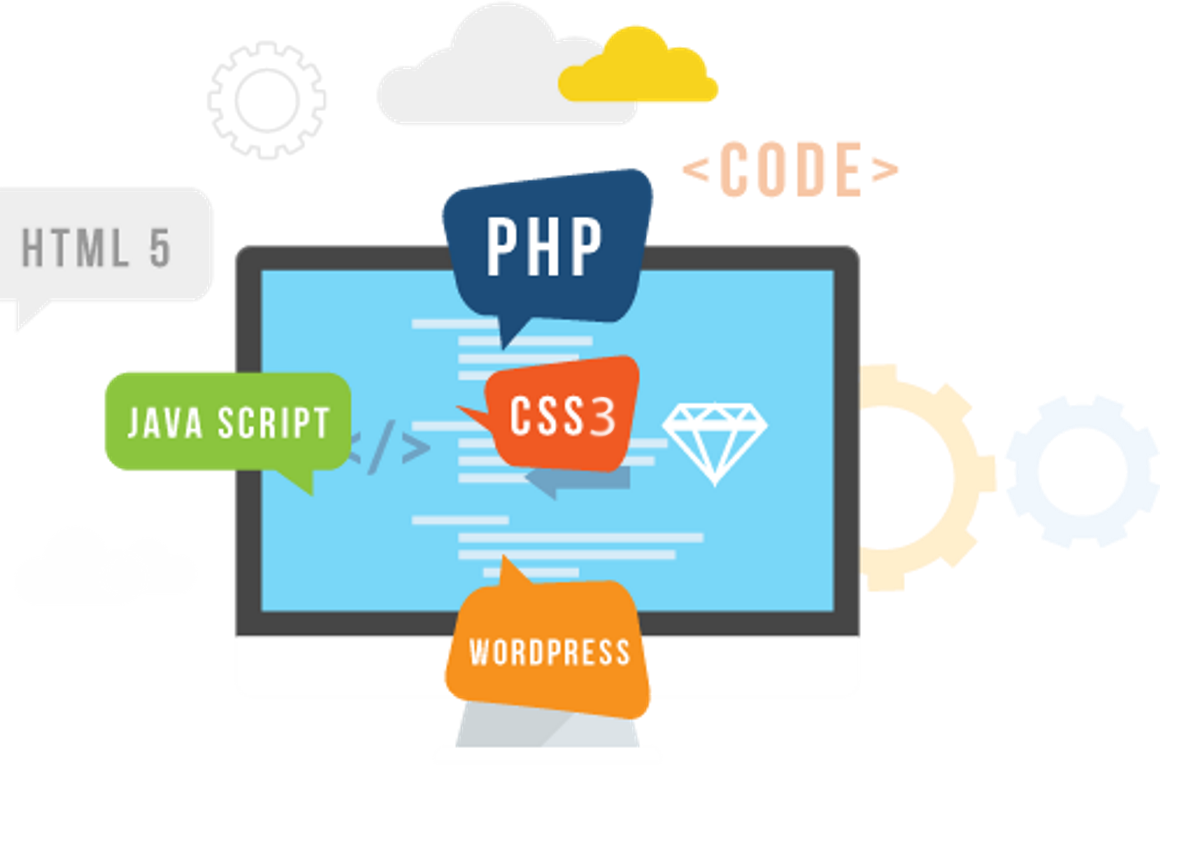 <CODE>
PHP
HTML 5
JAVA SCRIPT
</>
CSS3
WORDPRESS